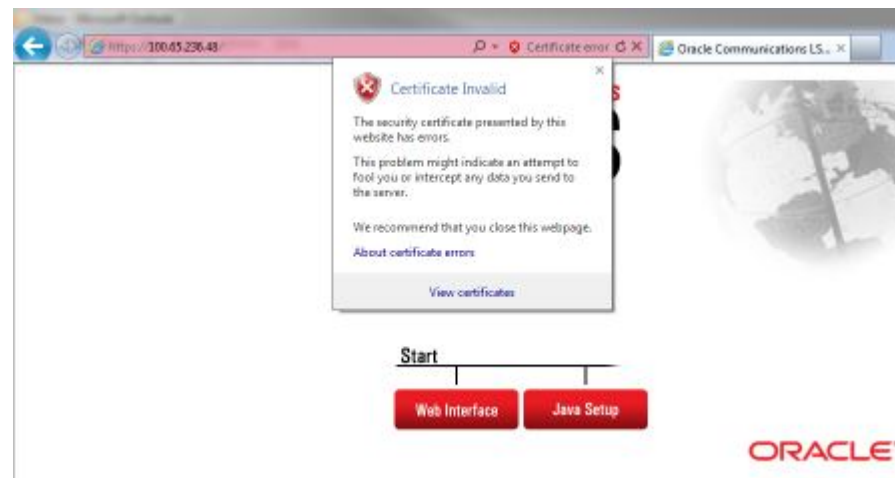 https://100.65.236.48/
Certificate error
Oracle Communications LS...
Certificate Invalid
The security certificate presented by this
website has errors.
This problem might indicate an attempt to
fool you or intercept any data you send to
the server.
We recommend that you close this webpage.
About certificate errors
View certificates
S
S
Start
Web Interface
Java Setup
ORACLE